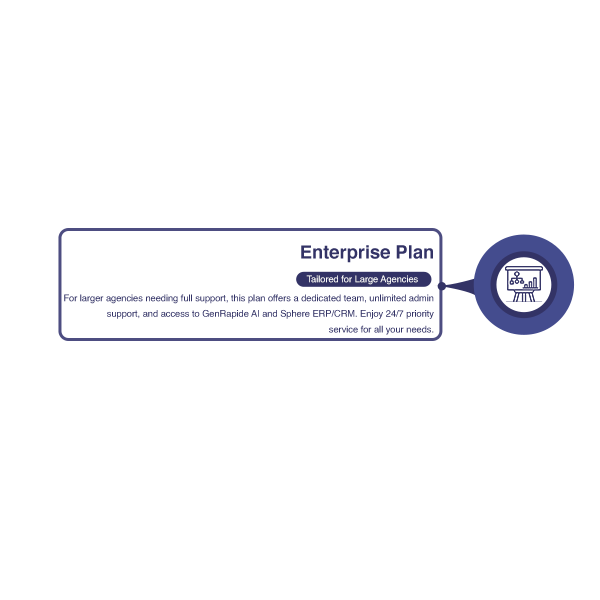 Enterprise Plan
Tailored for Large Agencies
For larger agencies needing full support, this plan offers a dedicated team, unlimited admin
support, and access to GenRapide AI and Sphere ERP/CRM. Enjoy 24/7 priority
service for all your needs.